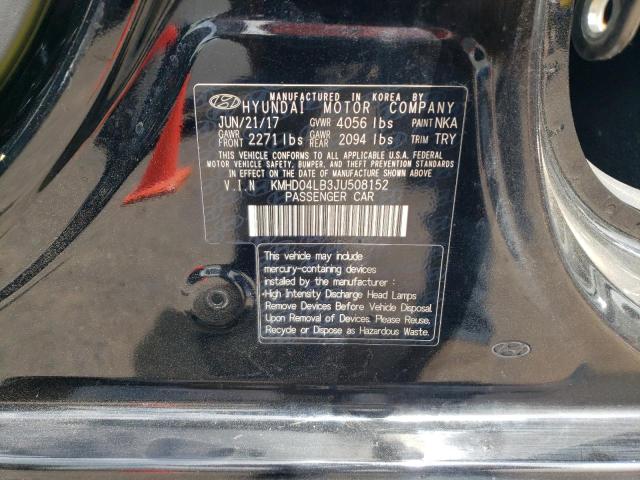 MANUFACTURED IN KOREA BY
HYUNDAI MOTOR COMPANY
JUN/21/17 GVWR 4056 lbs PAINT NKA
GAWR FRONT 2271 lbs GAWR REAR 2094 lbs TRIM TRY
THIS VEHICLE CONFORMS TO ALL APPLICABLE U.S.A. FEDERAL
MOTOR VEHICLE SAFETY, BUMPER, AND THEFT PREVENTION STANDARDS
IN EFFECT ON THE DATE OF MANUFACTURE SHOWN ABOVE
V.I.N KMHD04LB3JU508152
PASSENGER CAR
This vehicle may include
mercury-containing devices
installed by the manufacturer :
High Intensity Discharge Head Lamps
Remove Devices Before Vehicle Disposal
Upon Removal of Devices. Please Reuse,
Recycle or Dispose as Hazardous Waste.